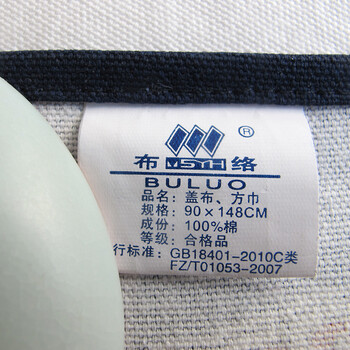 ®
布 YSYH 络
BULUO
品名：盖布、方巾
规格：90×148CM
成份：100%棉
等级：合格品
行标准：GB18401-2010C类
FZ/T01053-2007